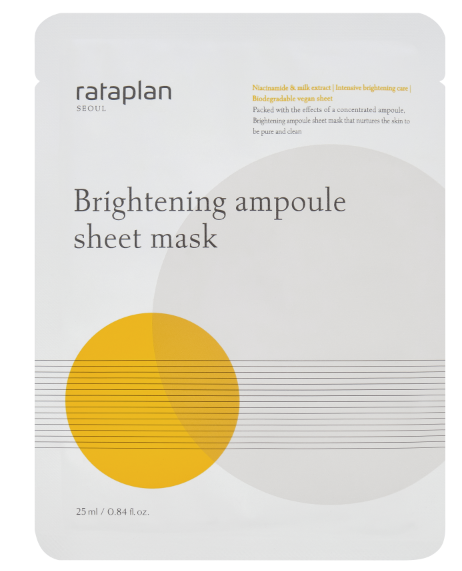 rataplan
SEOUL
Niacinamide & milk extract | Intensive brightening care |
Biodegradable vegan sheet
Packed with the effects of a concentrated ampoule.
Brightening ampoule sheet mask that nurtures the skin to
be pure and clean
Brightening ampoule
sheet mask
25 ml / 0.84 fl. oz.